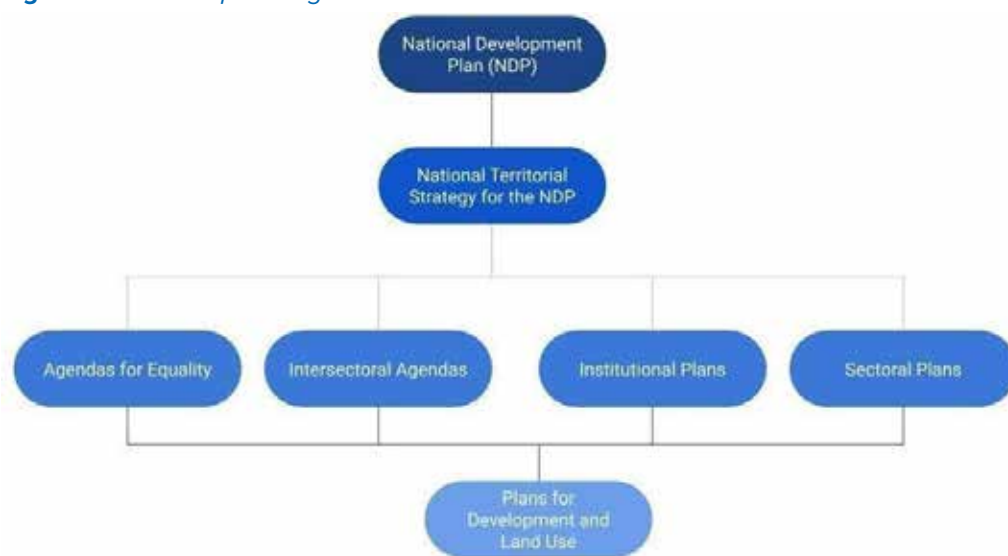 National Development
Plan (NDP)
National Territorial
Strategy for the NDP
Agendas for Equality
Intersectoral Agendas
Institutional Plans
Sectoral Plans
Plans for
Development and
Land Use